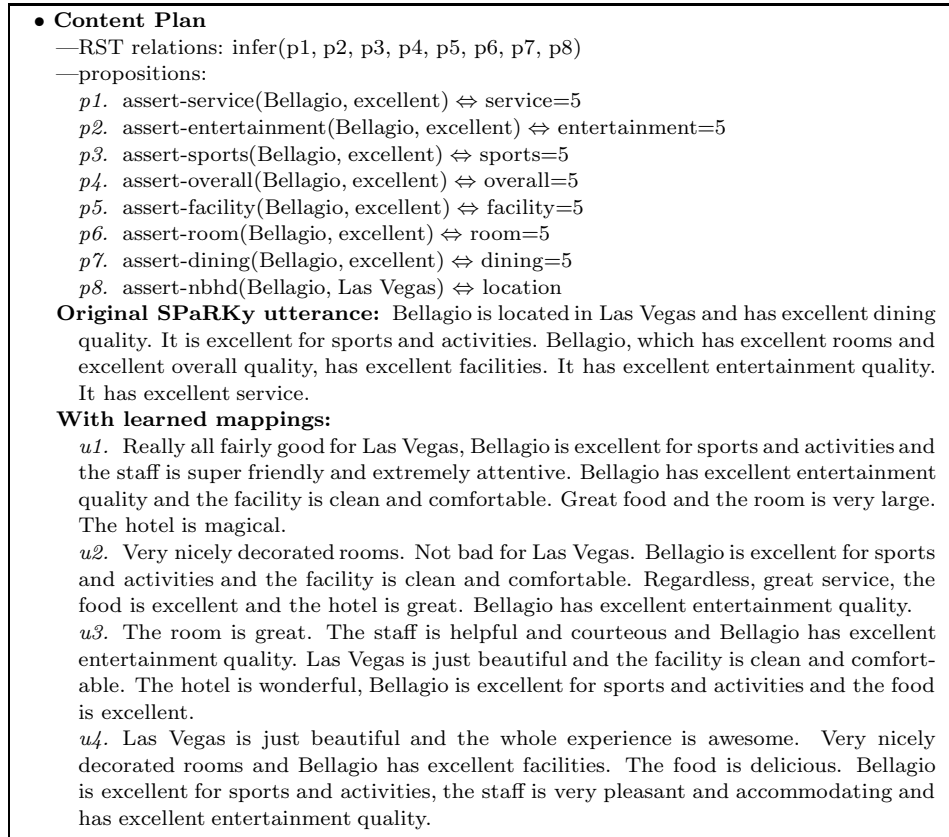 • Content Plan
—RST relations: infer(p1, p2, p3, p4, p5, p6, p7, p8)
—propositions:
p1. assert-service(Bellagio, excellent) ⇔ service=5
p2. assert-entertainment(Bellagio, excellent) ⇔ entertainment=5
p3. assert-sports(Bellagio, excellent) ⇔ sports=5
p4. assert-overall(Bellagio, excellent) ⇔ overall=5
p5. assert-facility(Bellagio, excellent) ⇔ facility=5
p6. assert-room(Bellagio, excellent) ⇔ room=5
p7. assert-dining(Bellagio, excellent) ⇔ dining=5
p8. assert-nbhd(Bellagio, Las Vegas) ⇔ location
Original SPaRKy utterance: Bellagio is located in Las Vegas and has excellent dining
quality. It is excellent for sports and activities. Bellagio, which has excellent rooms and
excellent overall quality, has excellent facilities. It has excellent entertainment quality.
It has excellent service.
With learned mappings:
u1. Really all fairly good for Las Vegas, Bellagio is excellent for sports and activities and
the staff is super friendly and extremely attentive. Bellagio has excellent entertainment
quality and the facility is clean and comfortable. Great food and the room is very large.
The hotel is magical.
u2. Very nicely decorated rooms. Not bad for Las Vegas. Bellagio is excellent for sports
and activities and the facility is clean and comfortable. Regardless, great service, the
food is excellent and the hotel is great. Bellagio has excellent entertainment quality.
u3. The room is great. The staff is helpful and courteous and Bellagio has excellent
entertainment quality. Las Vegas is just beautiful and the facility is clean and comfort-
able. The hotel is wonderful, Bellagio is excellent for sports and activities and the food
is excellent.
u4. Las Vegas is just beautiful and the whole experience is awesome. Very nicely
decorated rooms and Bellagio has excellent facilities. The food is delicious. Bellagio
is excellent for sports and activities, the staff is very pleasant and accommodating and
has excellent entertainment quality.